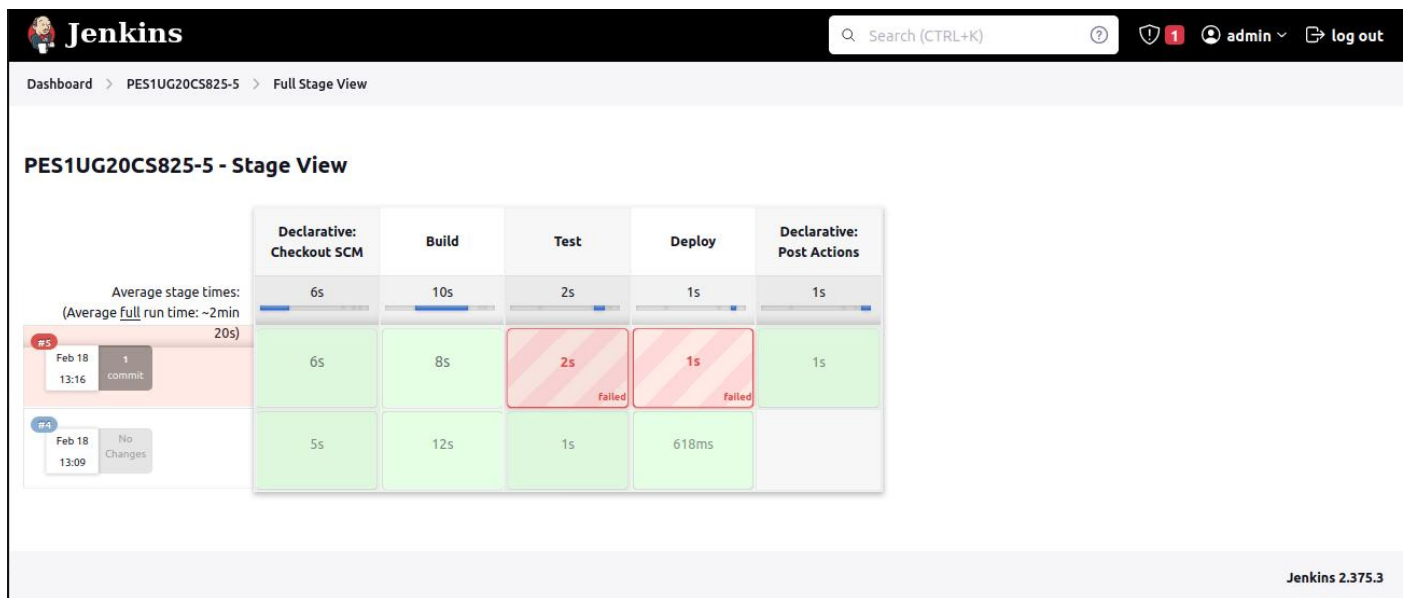 Jenkins
Search (CTRL+K)
1
admin
log out
Dashboard
PES1UG20CS825-5
Full Stage View
PES1UG20CS825-5 - Stage View
Declarative:
Checkout SCM
Build
Test
Deploy
Declarative:
Post Actions
Average stage times:
(Average full run time: ~2min
20s)
6s
10s
2s
1s
1s
#5
Feb 18
13:16
1
commit
6s
8s
2s
failed
1s
failed
1s
#4
Feb 18
13:09
No
Changes
5s
12s
1s
618ms
Jenkins 2.375.3